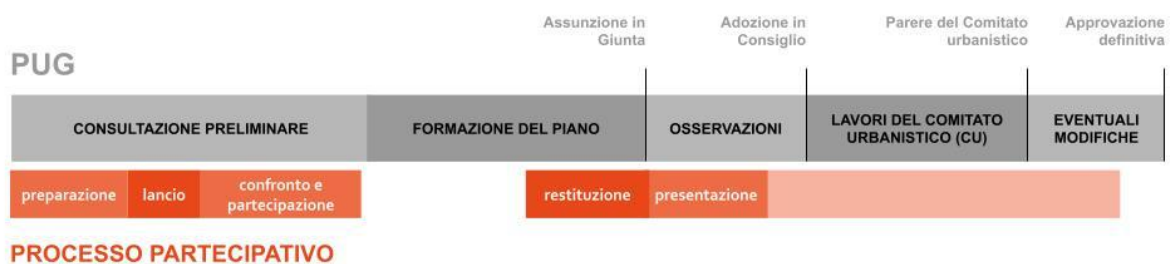 Assunzione in
Giunta
Adozione in
Consiglio
Parere del Comitato
urbanistico
Approvazione
definitiva
PUG
CONSULTAZIONE PRELIMINARE
FORMAZIONE DEL PIANO
OSSERVAZIONI
LAVORI DEL COMITATO
URBANISTICO (CU)
EVENTUALI
MODIFICHE
preparazione
lancio
confronto e
partecipazione
restituzione
presentazione
PROCESSO PARTECIPATIVO